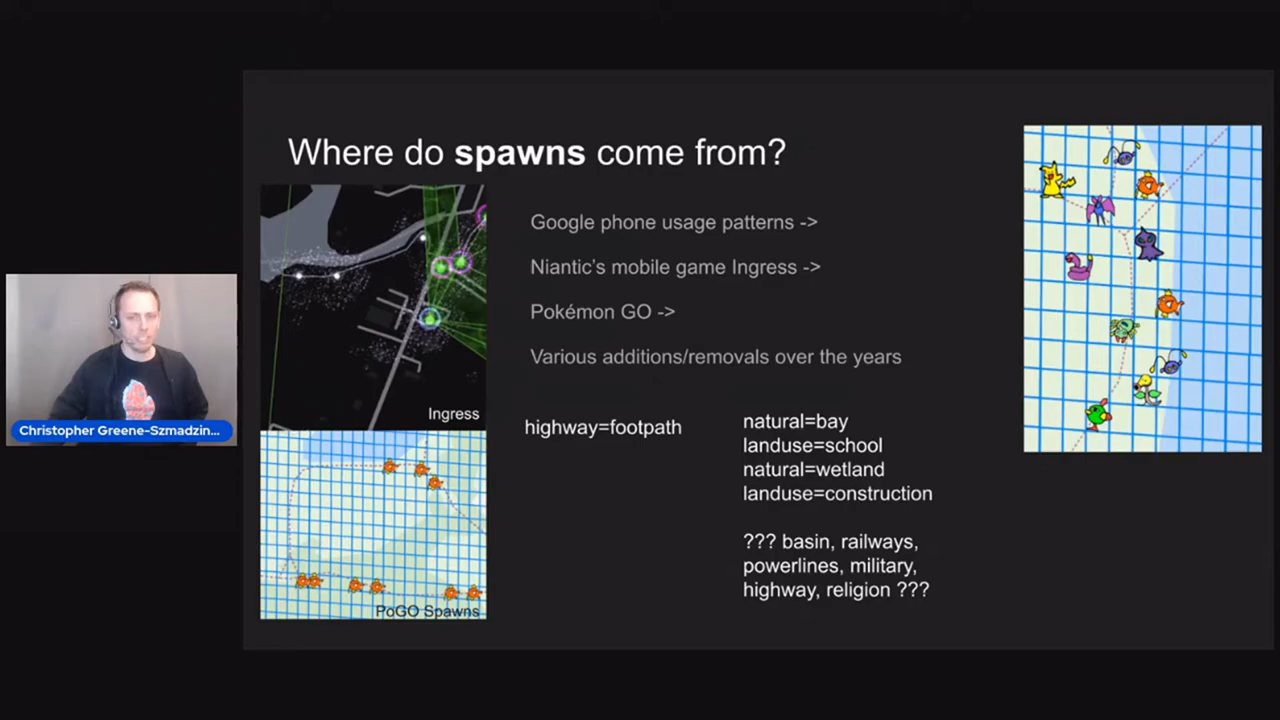 Where do spawns come from?
Google phone usage patterns ->
Niantic's mobile game Ingress ->
Pokémon GO ->
Various additions/removals over the years
Ingress
highway=footpath
natural=bay
landuse=school
natural=wetland
landuse=construction
??? basin, railways,
powerlines, military,
highway, religion ???
PoGO Spawns
Christopher Greene-Szmadzin...